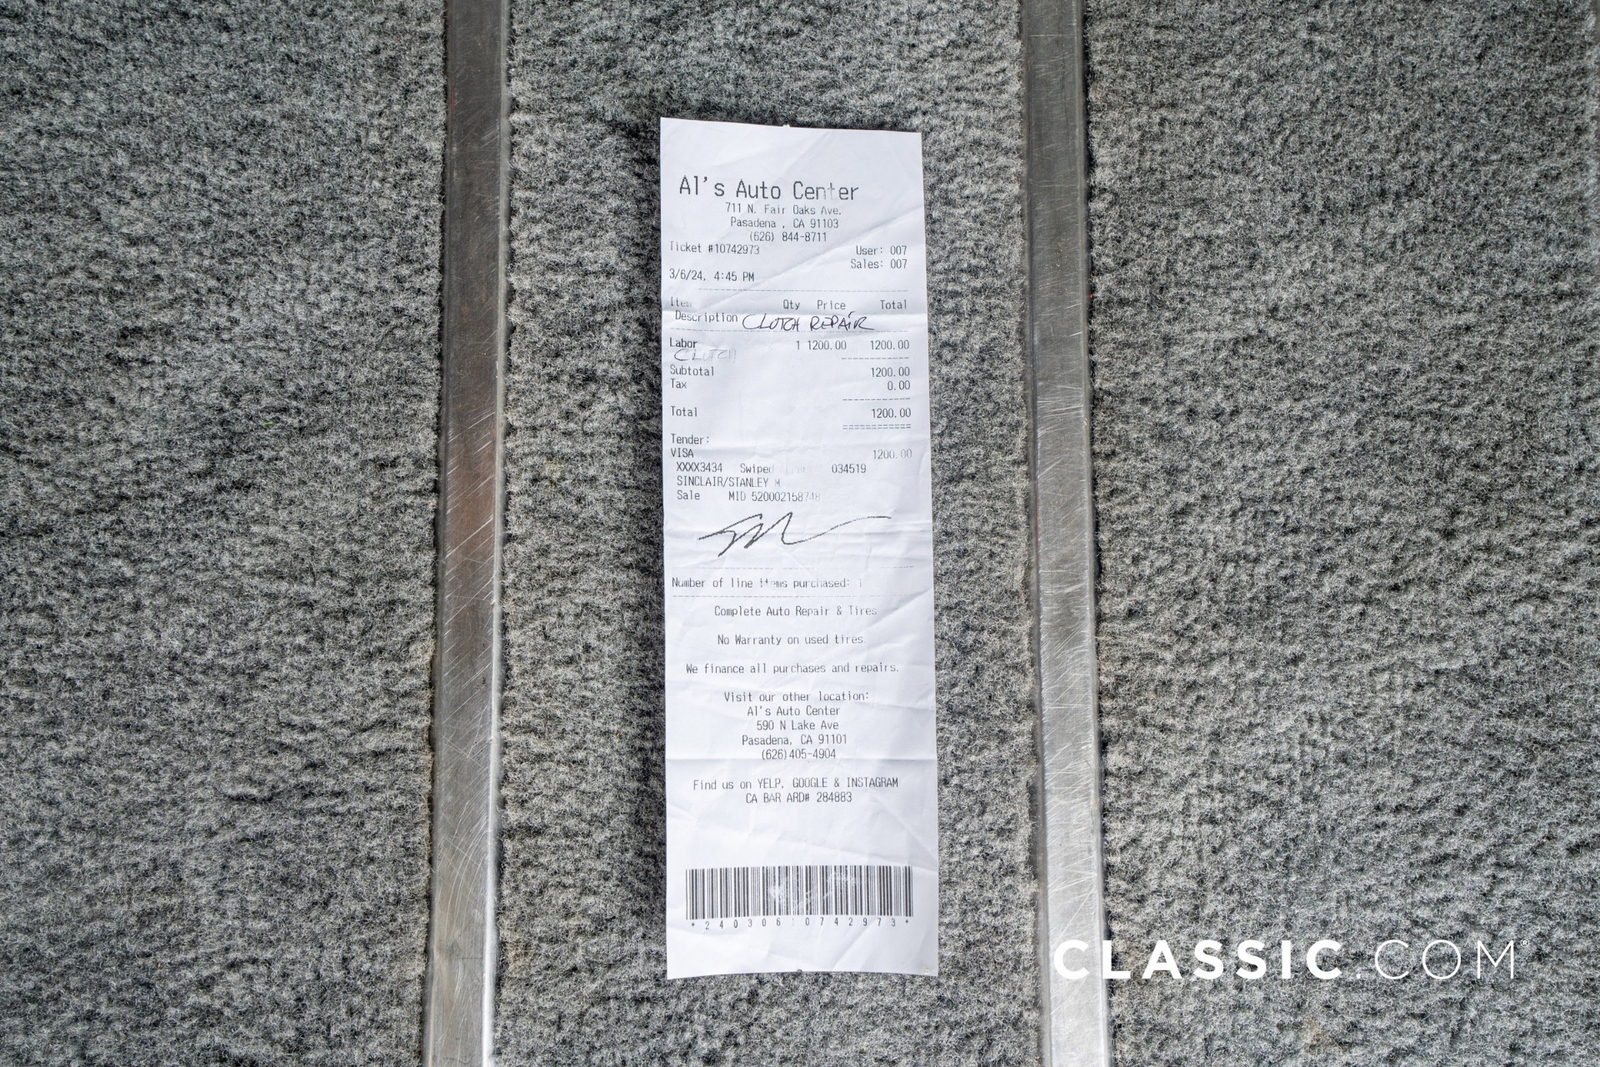 Al's Auto Center
711 N. Fair Oaks Ave.
Pasadena , CA 91103
(626) 844-8711
Ticket #10742973 User: 007
Sales: 007
3/6/24, 4:45 PM
Item Qty Price Total
Description CLUTCH REPAIR
Labor 1 1200.00 1200.00
CLUTCH
Subtotal 1200.00
Tax 0.00
Total 1200.00
Tender:
VISA 1200.00
XXXX3434 Swiped 034519
SINCLAIR/STANLEY M
Sale MID 520002158748
Number of line items purchased: 1
Complete Auto Repair & Tires
No Warranty on used tires
We finance all purchases and repairs.
Visit our other location:
Al's Auto Center
590 N Lake Ave
Pasadena, CA 91101
(626)405-4904
Find us on YELP, GOOGLE & INSTAGRAM
CA BAR ARD# 284883
CLASSIC.COM